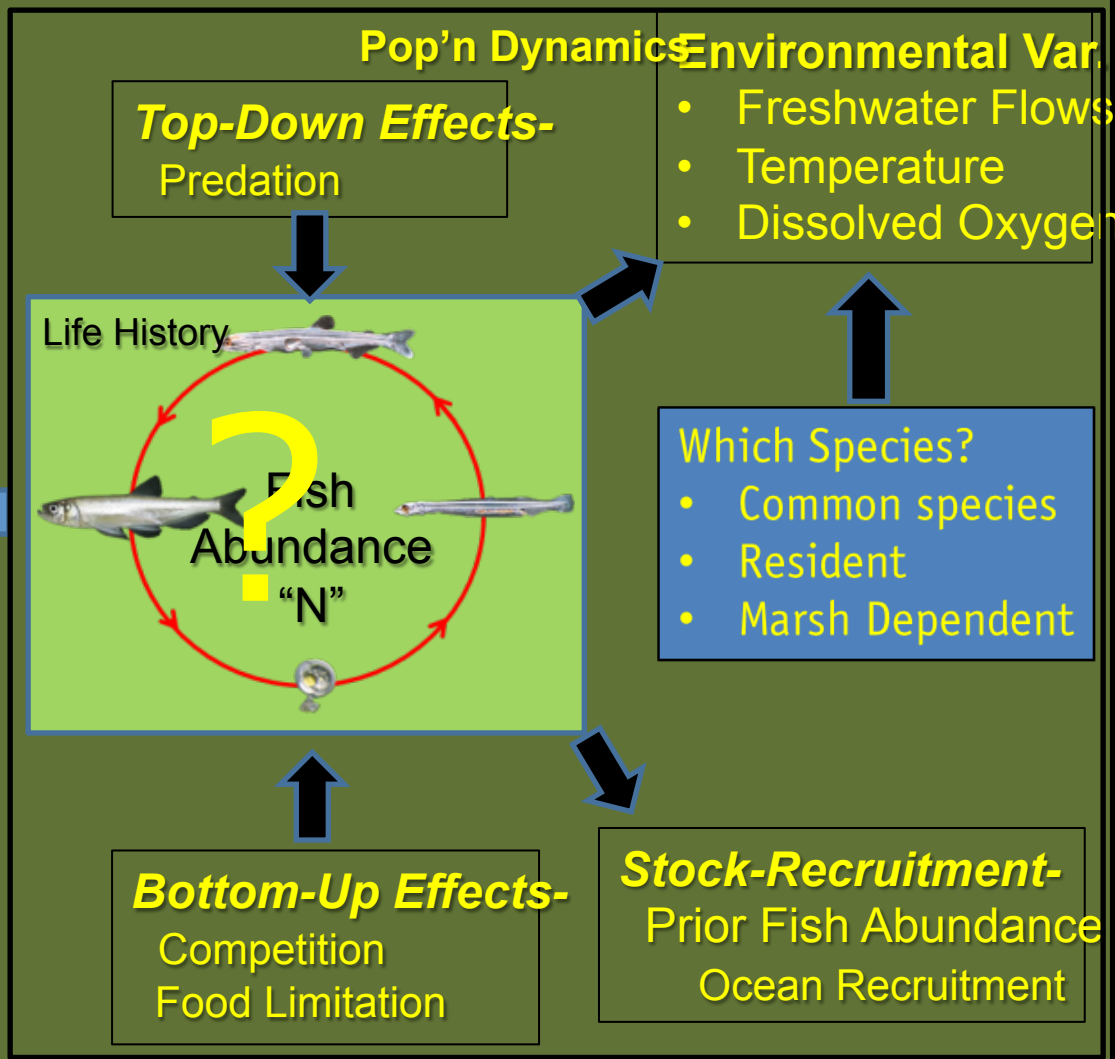 Pop’n Dynamics
Environmental Var.
• Freshwater Flows
• Temperature
• Dissolved Oxygen
Top-Down Effects-
Predation
Life History
?
Fish
Abundance
“N”
Which Species?
• Common species
• Resident
• Marsh Dependent
Bottom-Up Effects-
Competition
Food Limitation
Stock-Recruitment-
Prior Fish Abundance
Ocean Recruitment